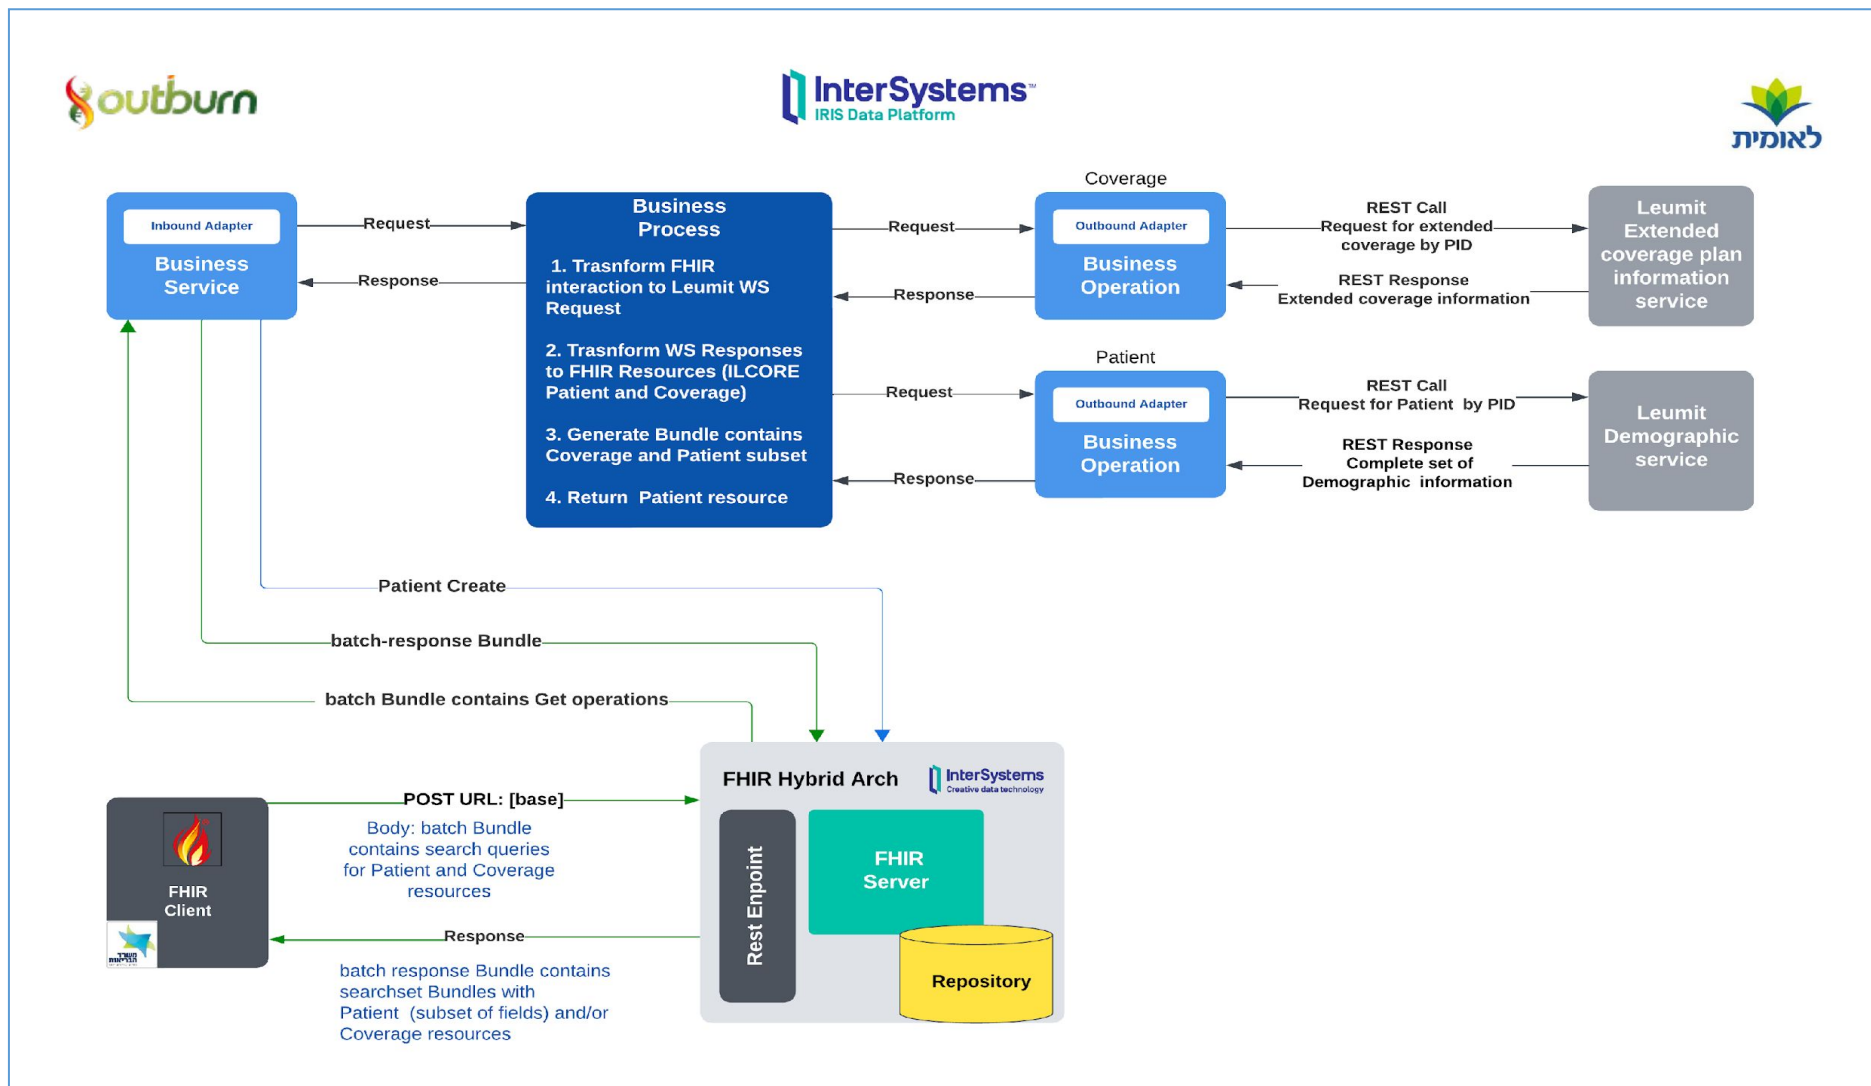 outburn
InterSystems™
IRIS Data Platform
לאומית
Inbound Adapter
Business
Service
Request
Response
Business
Process
1. Trasnform FHIR
interaction to Leumit WS
Request
2. Trasnform WS Responses
to FHIR Resources (ILCORE
Patient and Coverage)
3. Generate Bundle contains
Coverage and Patient subset
4. Return Patient resource
Request
Response
Request
Response
Coverage
Outbound Adapter
Business
Operation
REST Call
Request for extended
coverage by PID
REST Response
Extended coverage information
Leumit
Extended
coverage plan
information
service
Patient
Outbound Adapter
Business
Operation
REST Call
Request for Patient by PID
REST Response
Complete set of
Demographic information
Leumit
Demographic
service
Patient Create
batch-response Bundle
batch Bundle contains Get operations
FHIR
Client
משרד
הבריאות
POST URL: [base]
Body: batch Bundle
contains search queries
for Patient and Coverage
resources
Response
batch response Bundle contains
searchset Bundles with
Patient (subset of fields) and/or
Coverage resources
FHIR Hybrid Arch
InterSystems
Creative data technology
Rest Enpoint
FHIR
Server
Repository